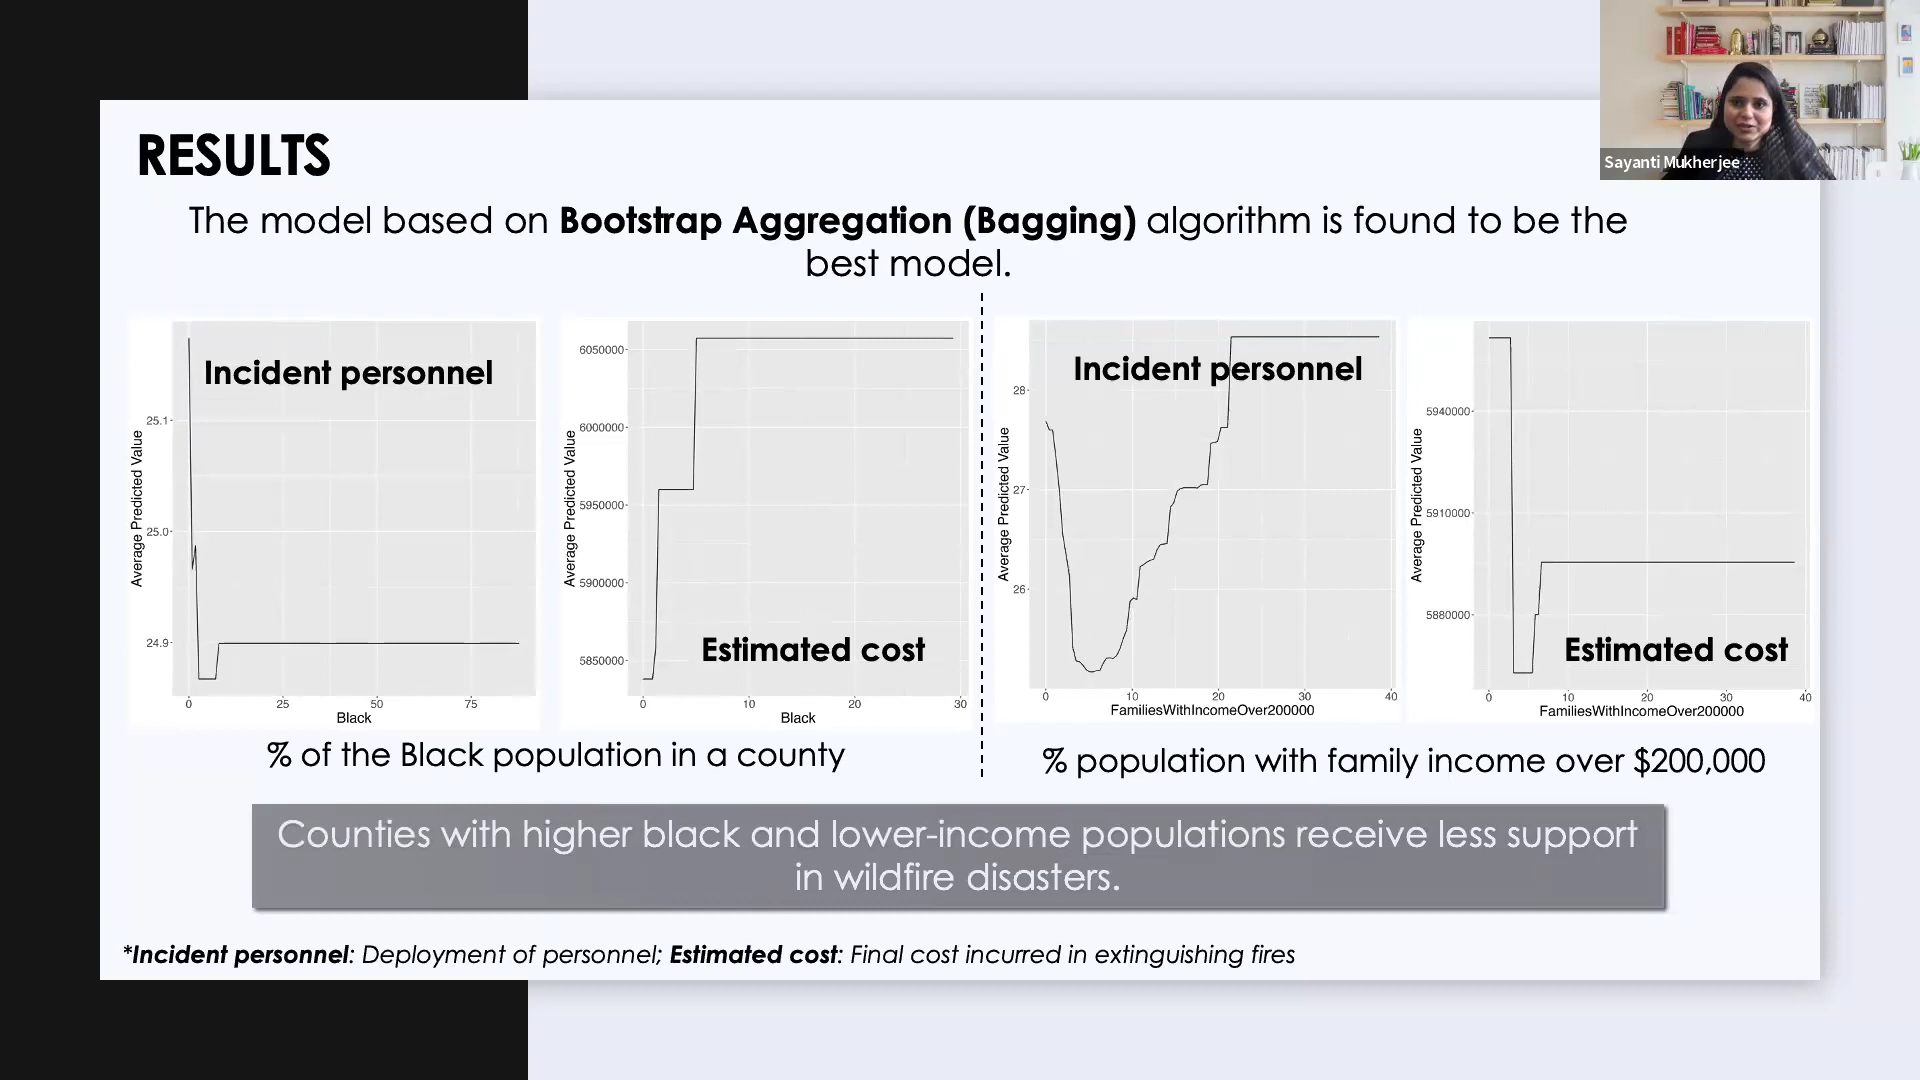 RESULTS
Sayanti Mukherjee
The model based on Bootstrap Aggregation (Bagging) algorithm is found to be the
best model.
Incident personnel
Average Predicted Value
25.1
25.0
24.9
0 25 50 75
Black
Average Predicted Value
6050000
6000000
5950000
5900000
5850000
Estimated cost
0 10 20 30
Black
% of the Black population in a county
Incident personnel
Average Predicted Value
28
27
26
0 10 20 30 40
FamiliesWithIncomeOver200000
Average Predicted Value
5940000
5910000
5880000
Estimated cost
0 10 20 30 40
FamiliesWithIncomeOver200000
% population with family income over $200,000
Counties with higher black and lower-income populations receive less support
in wildfire disasters.
*Incident personnel: Deployment of personnel; Estimated cost: Final cost incurred in extinguishing fires